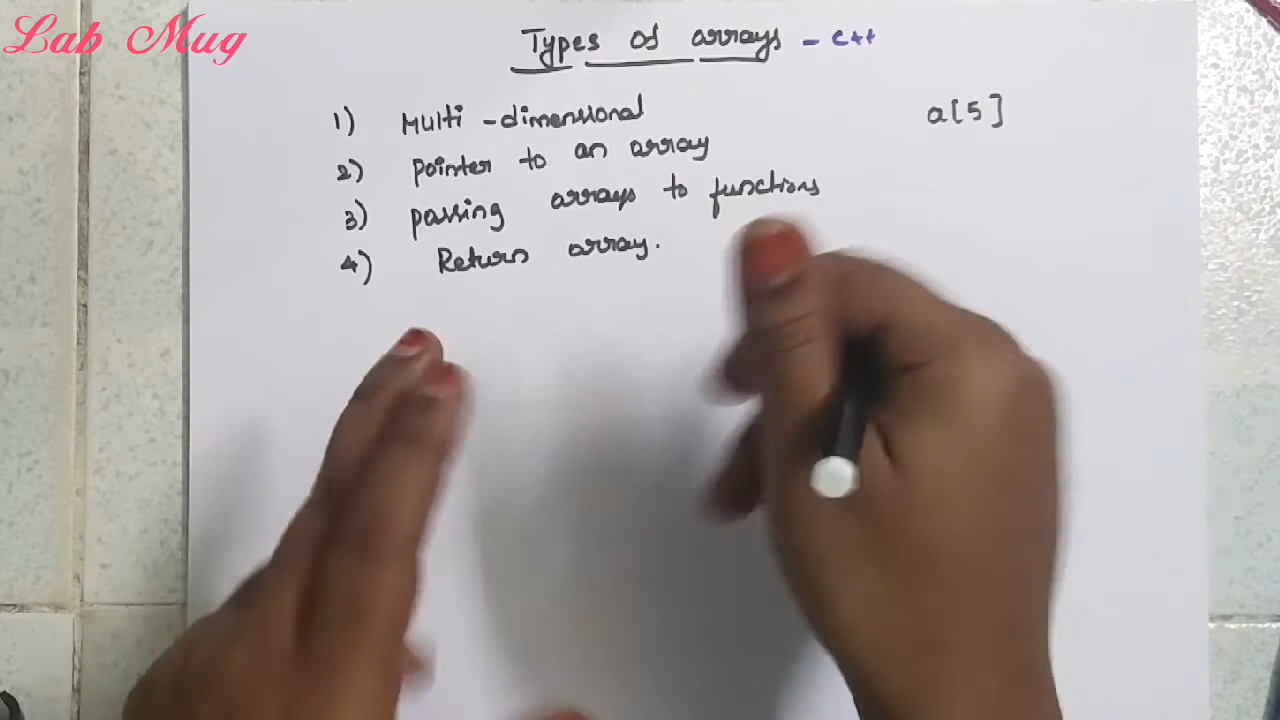 Lab Mug
Types of arrays - C++
1) Multi-dimensional
a[5]
2) pointer to an array
3) passing arrays to functions
4) Return array.